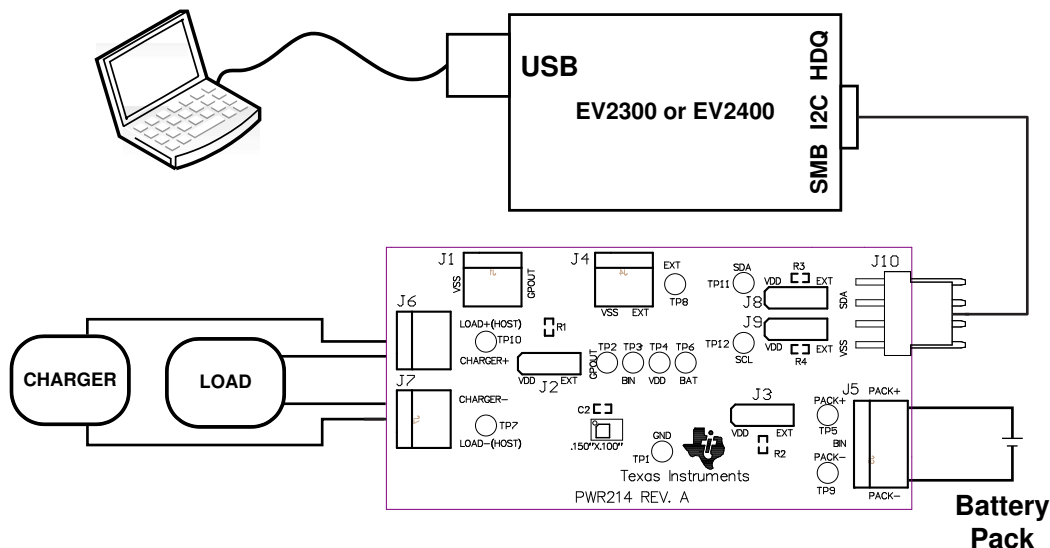 USB
EV2300 or EV2400
SMB I2C HDQ
J1
VSS
GPOUT
J4
VSS EXT
EXT
TP8
SDA
TP11
VDD R3 EXT
J8
J9
VDD EXT
R4
TP12
SCL
J10
SDA
VSS
J6
LOAD+(HOST)
TP10
CHARGER+
R1
VDD EXT
J2
GPOUT
TP2 TP3 TP4 TP6
BIN VDD BAT
J7
CHARGER-
TP7
LOAD-(HOST)
C2
.150"X.100"
GND
TP1
J3
VDD EXT
R2
PACK+
TP5
PACK-
TP9
J5
PACK+
BIN
PACK-
Texas Instruments
PWR214 REV. A
CHARGER
LOAD
Battery
Pack